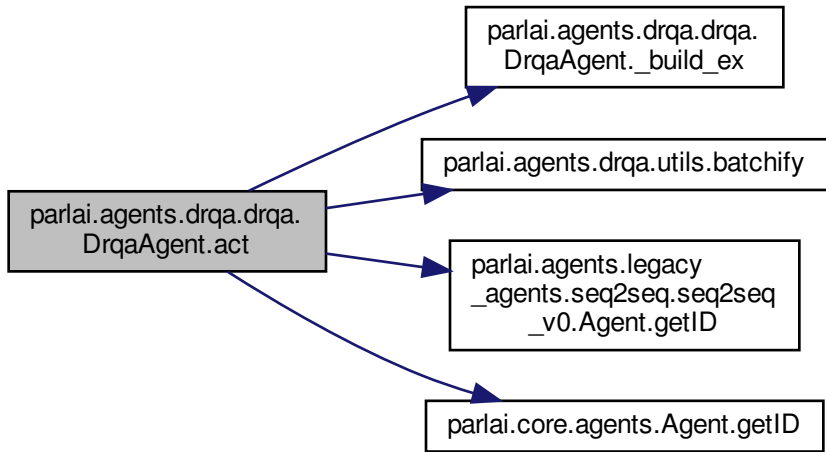 parlai.agents.drqa.drqa.
DrqaAgent.act
parlai.agents.drqa.drqa.
DrqaAgent._build_ex
parlai.agents.drqa.utils.batchify
parlai.agents.legacy
_agents.seq2seq.seq2seq
_v0.Agent.getID
parlai.core.agents.Agent.getID